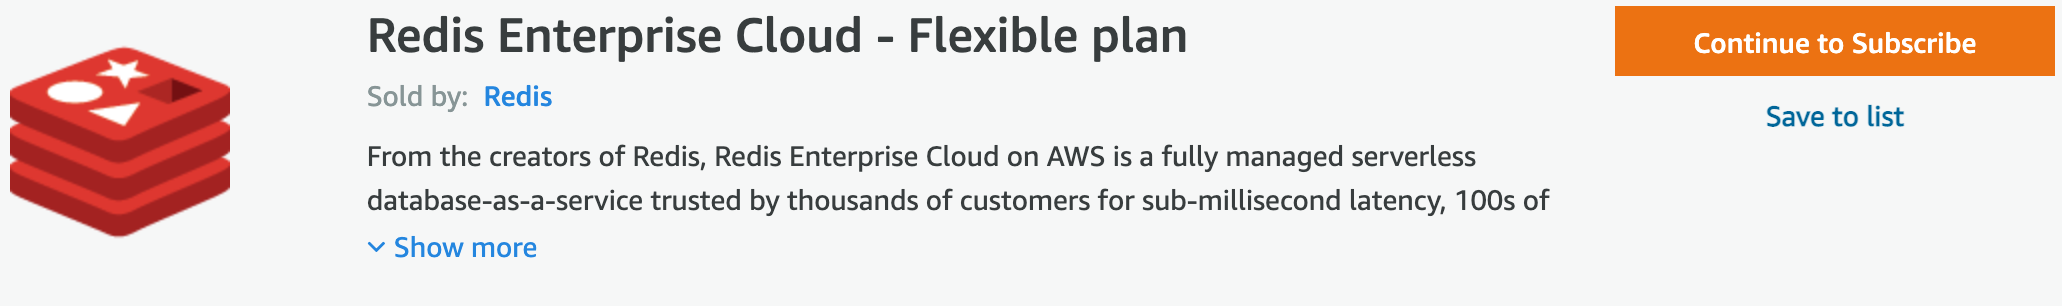 Redis Enterprise Cloud - Flexible plan
Sold by: Redis
From the creators of Redis, Redis Enterprise Cloud on AWS is a fully managed serverless
database-as-a-service trusted by thousands of customers for sub-millisecond latency, 100s of
Show more
Continue to Subscribe
Save to list